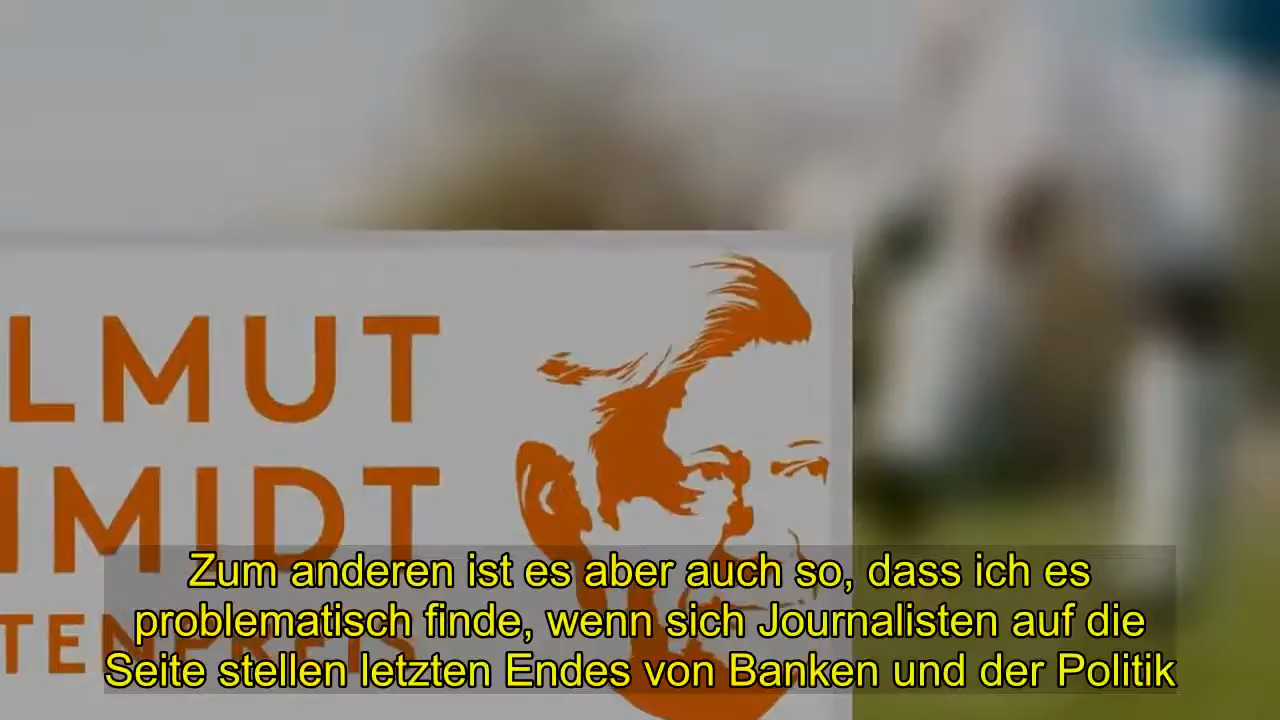 LMUT
MIDT
TENPREIS
Zum anderen ist es aber auch so, dass ich es
problematisch finde, wenn sich Journalisten auf die
Seite stellen letzten Endes von Banken und der Politik